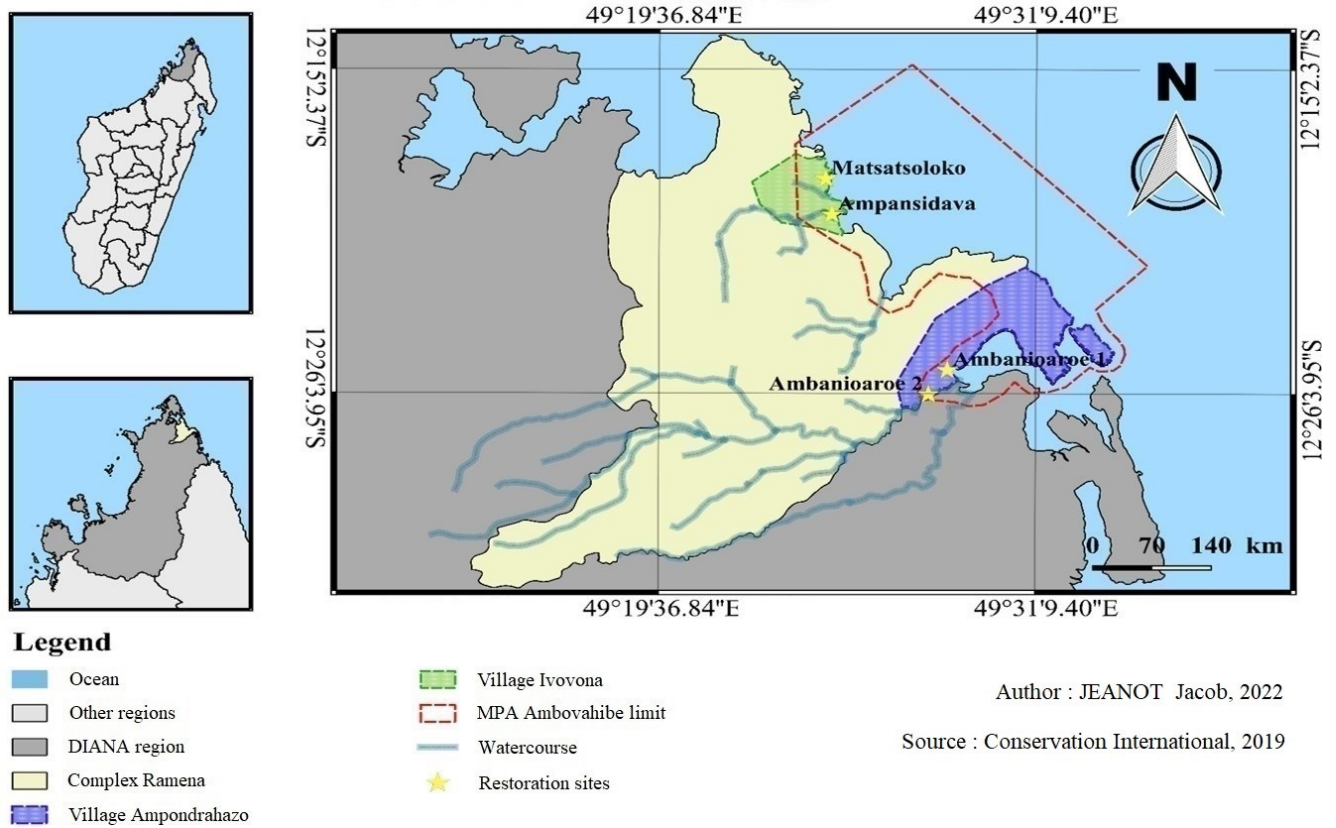 49°19'36.84"E
49°31'9.40"E
12°15'2.37"S
12°15'2.37"S
N
Matsatsoloko
Ampansidava
12°26'3.95"S
12°26'3.95"S
Ambanioaroe 1
Ambanioaroe 2
0 70 140 km
49°19'36.84"E
49°31'9.40"E
Legend
Ocean
Other regions
DIANA region
Complex Ramena
Village Ampondrahazo
Village Ivovona
MPA Ambovahibe limit
Watercourse
Restoration sites
Author : JEANOT Jacob, 2022
Source : Conservation International, 2019